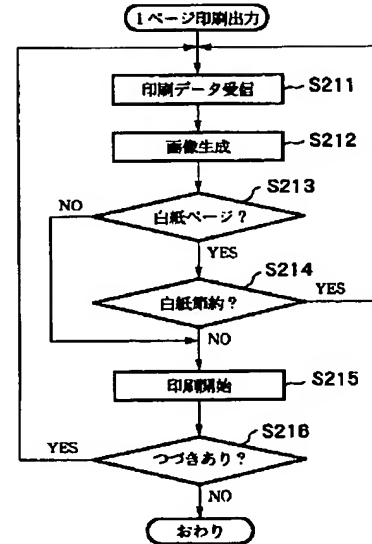 1ページ印刷出力
印刷データ受信
S211
画像生成
S212
S213
NO
白紙ページ?
YES
S214
白紙節約?
YES
NO
印刷開始
S215
S216
YES
つづきあり?
NO
おわり